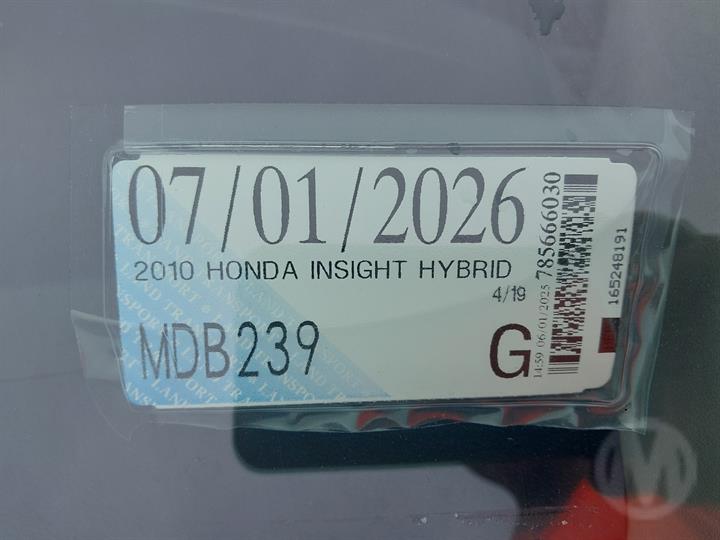 07/01/2026
2010 HONDA INSIGHT HYBRID
4/19
MDB239
G
14:59 06/01/2025
785666030
165248191
M